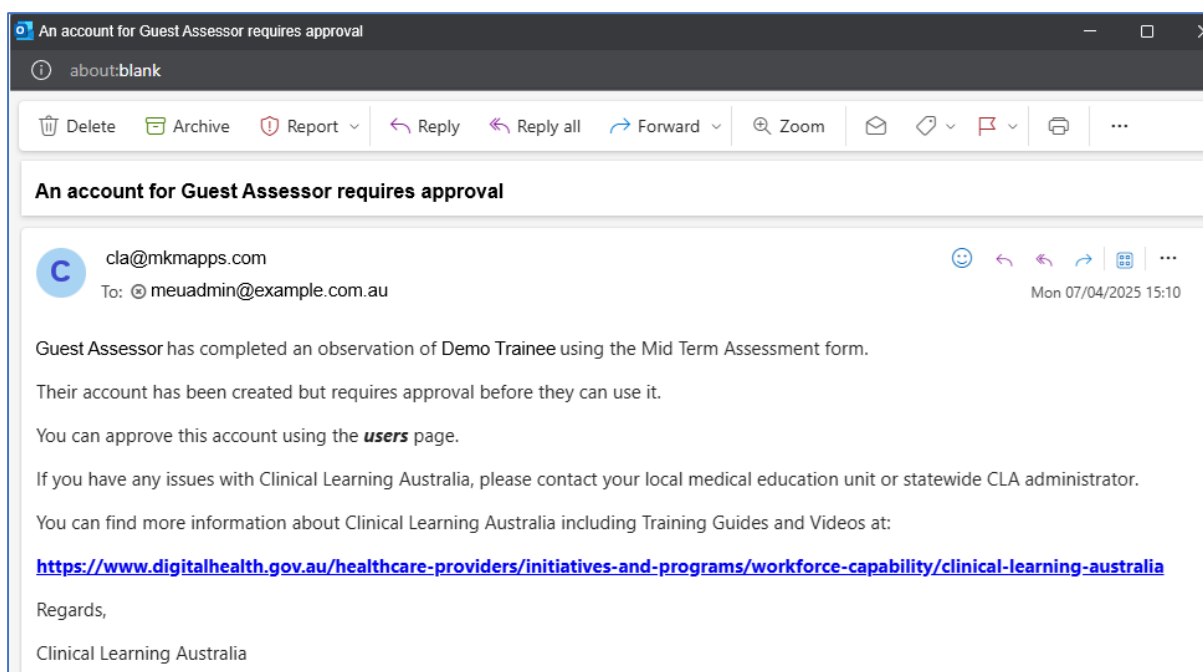 An account for Guest Assessor requires approval
about:blank
Delete Archive Report Reply Reply all Forward Zoom ...
An account for Guest Assessor requires approval
C
cla@mkmapps.com
To: meuadmin@example.com.au
Mon 07/04/2025 15:10
Guest Assessor has completed an observation of Demo Trainee using the Mid Term Assessment form.
Their account has been created but requires approval before they can use it.
You can approve this account using the users page.
If you have any issues with Clinical Learning Australia, please contact your local medical education unit or statewide CLA administrator.
You can find more information about Clinical Learning Australia including Training Guides and Videos at:
https://www.digitalhealth.gov.au/healthcare-providers/initiatives-and-programs/workforce-capability/clinical-learning-australia
Regards,
Clinical Learning Australia